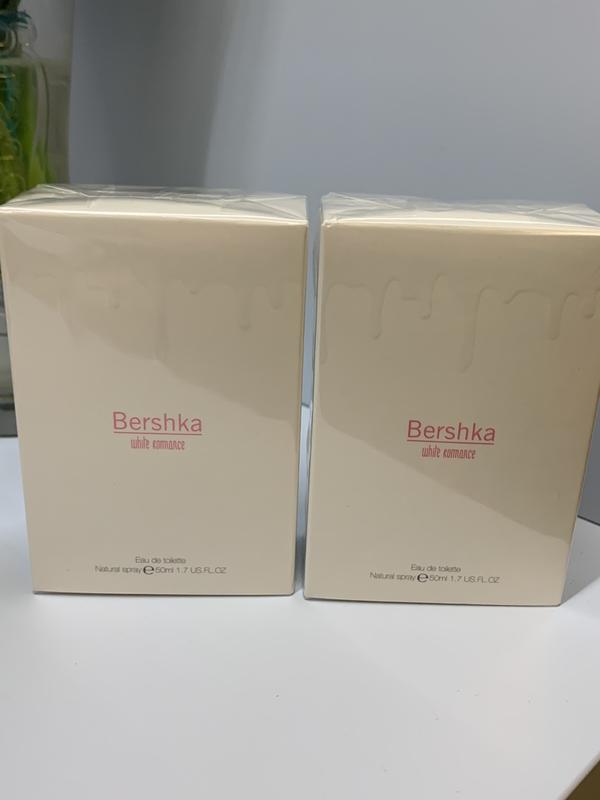 Bershka
white romance
Eau de toilette
Natural spray ℮ 50ml 1.7 US.FL.OZ
Bershka
white romance
Eau de toilette
Natural spray ℮ 50ml 1.7 US.FL.OZ